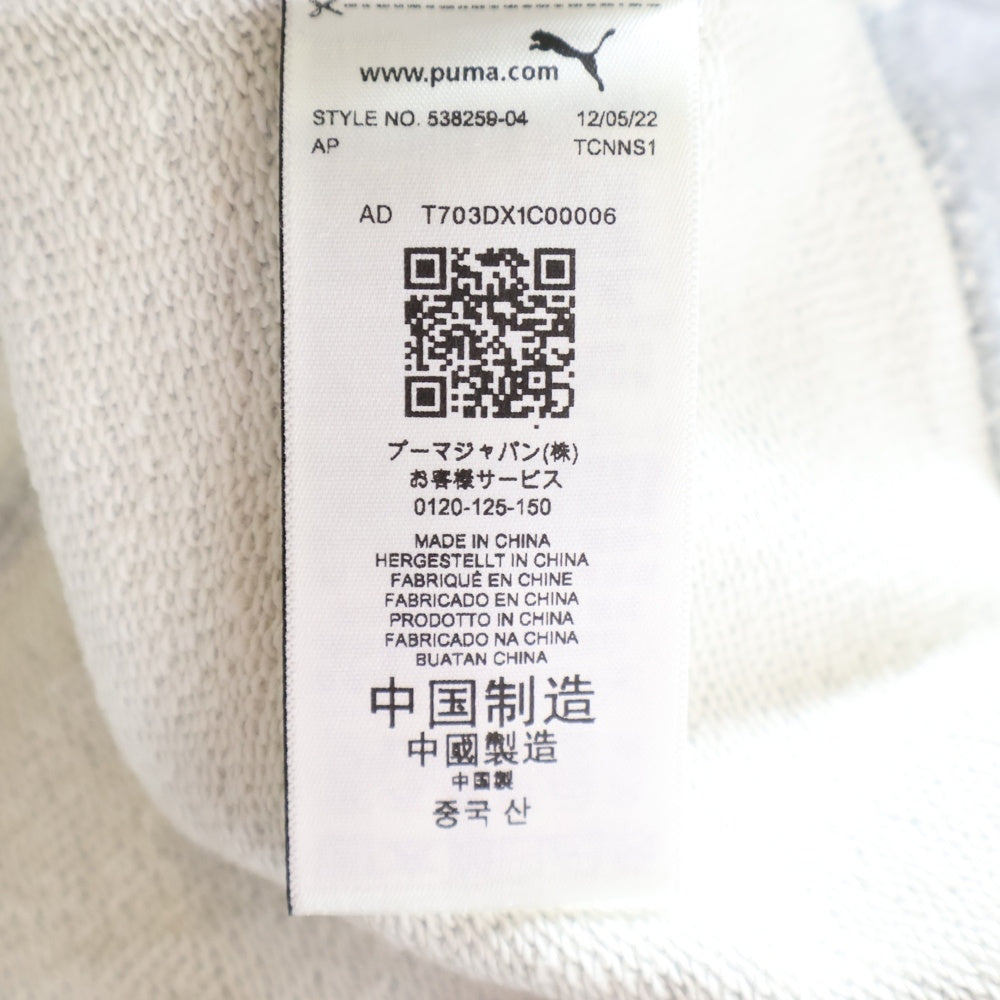 www.puma.com
STYLE NO. 538259-04 12/05/22
AP TCNNS1
AD T703DX1C00006
プーマジャパン(株)
お客様サービス
0120-125-150
MADE IN CHINA
HERGESTELLT IN CHINA
FABRIQUÉ EN CHINE
FABRICADO EN CHINA
PRODOTTO IN CHINA
FABRICADO NA CHINA
BUATAN CHINA
中国制造
中國製造
中国製
중국 산